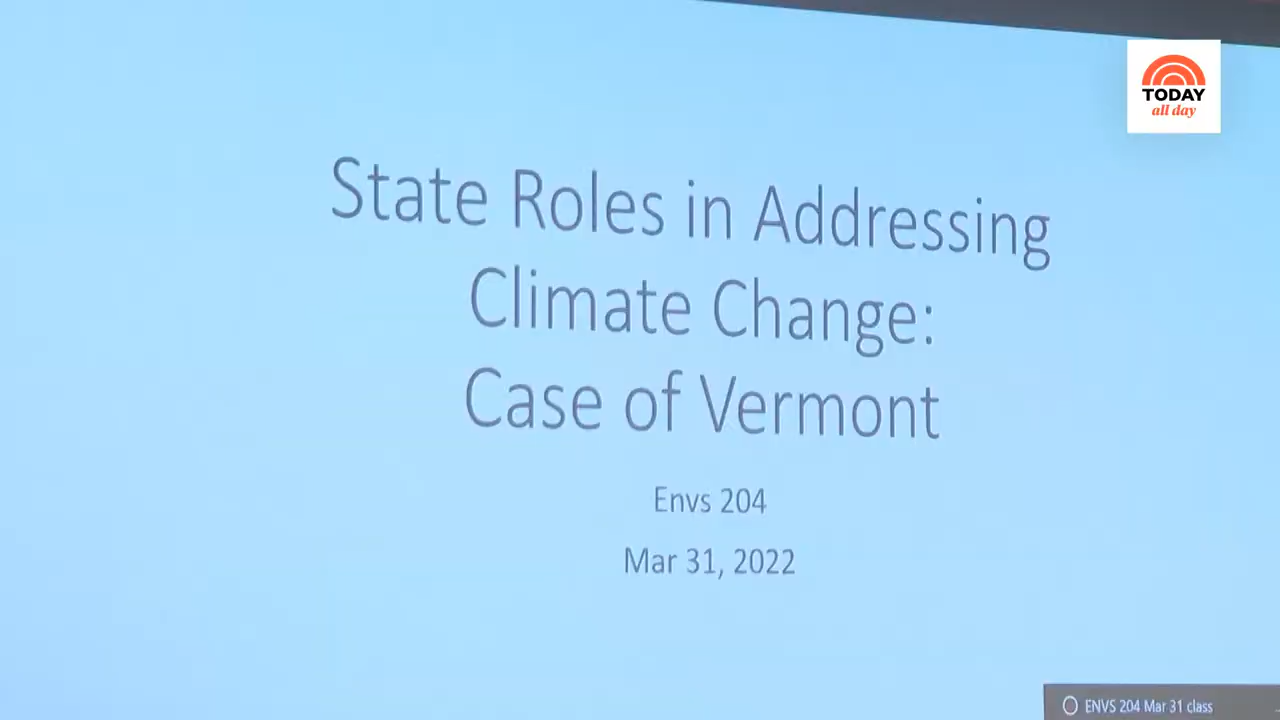 TODAY
all day
State Roles in Addressing
Climate Change:
Case of Vermont
Envs 204
Mar 31, 2022
ENVS 204 Mar 31 class